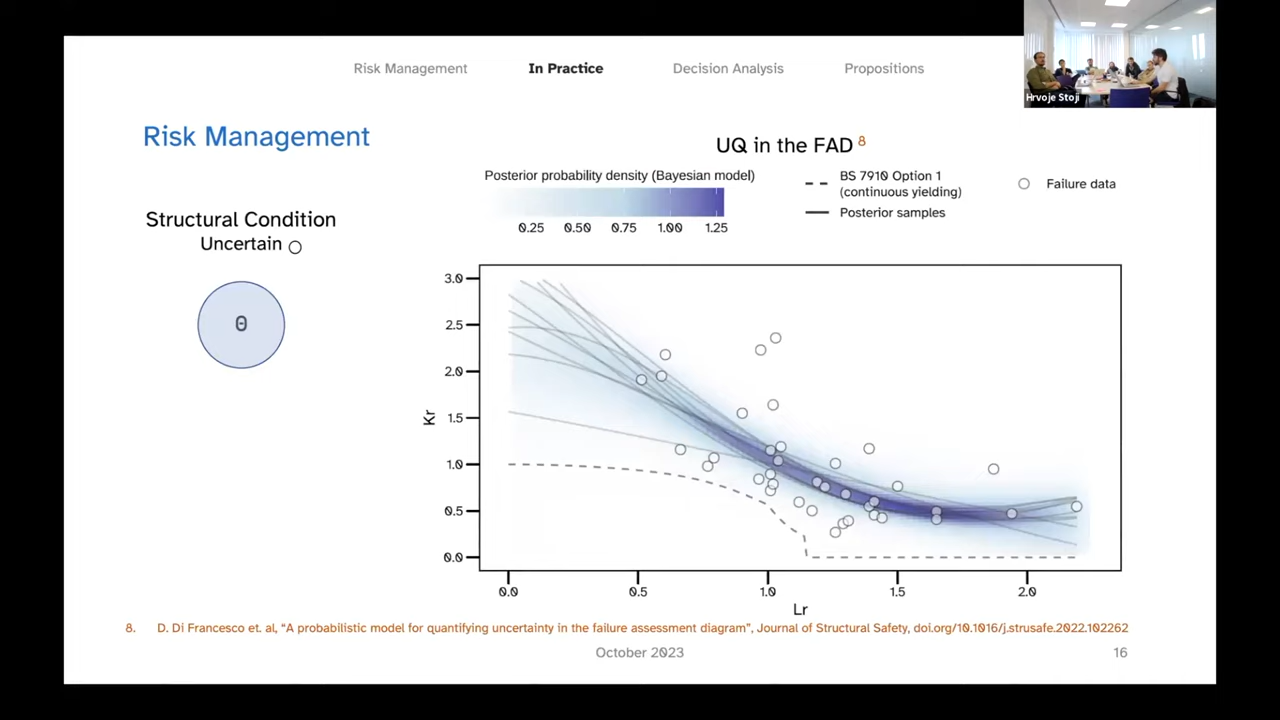 Risk Management In Practice Decision Analysis Propositions
Hrvoje Stoji
Risk Management
UQ in the FAD 8
Posterior probability density (Bayesian model)
0.25 0.50 0.75 1.00 1.25
BS 7910 Option 1
(continuous yielding)
Posterior samples
Failure data
Structural Condition
Uncertain
θ
3.0
2.5
2.0
1.5
1.0
0.5
0.0
Kr
0.0 0.5 1.0 1.5 2.0
Lr
8. D. Di Francesco et. al, “A probabilistic model for quantifying uncertainty in the failure assessment diagram”, Journal of Structural Safety, doi.org/10.1016/j.strusafe.2022.102262
October 2023 16